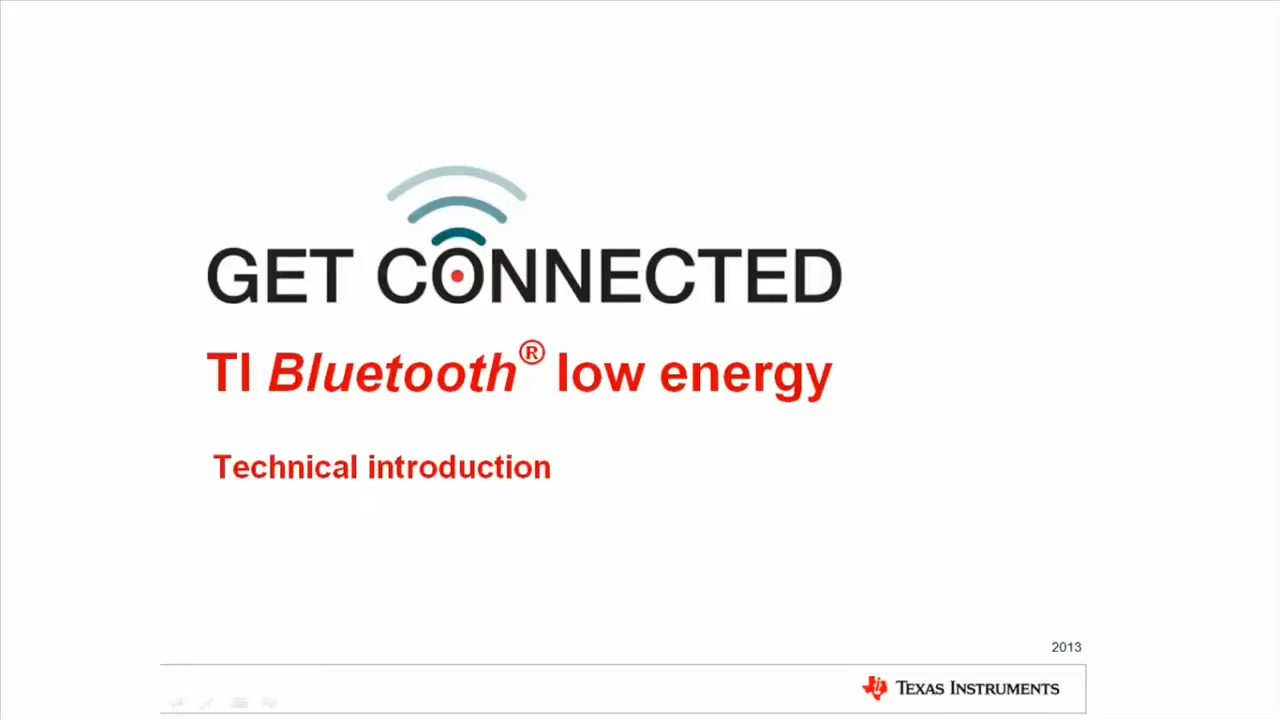 GET CONNECTED
TI Bluetooth® low energy
Technical introduction
2013
TEXAS INSTRUMENTS